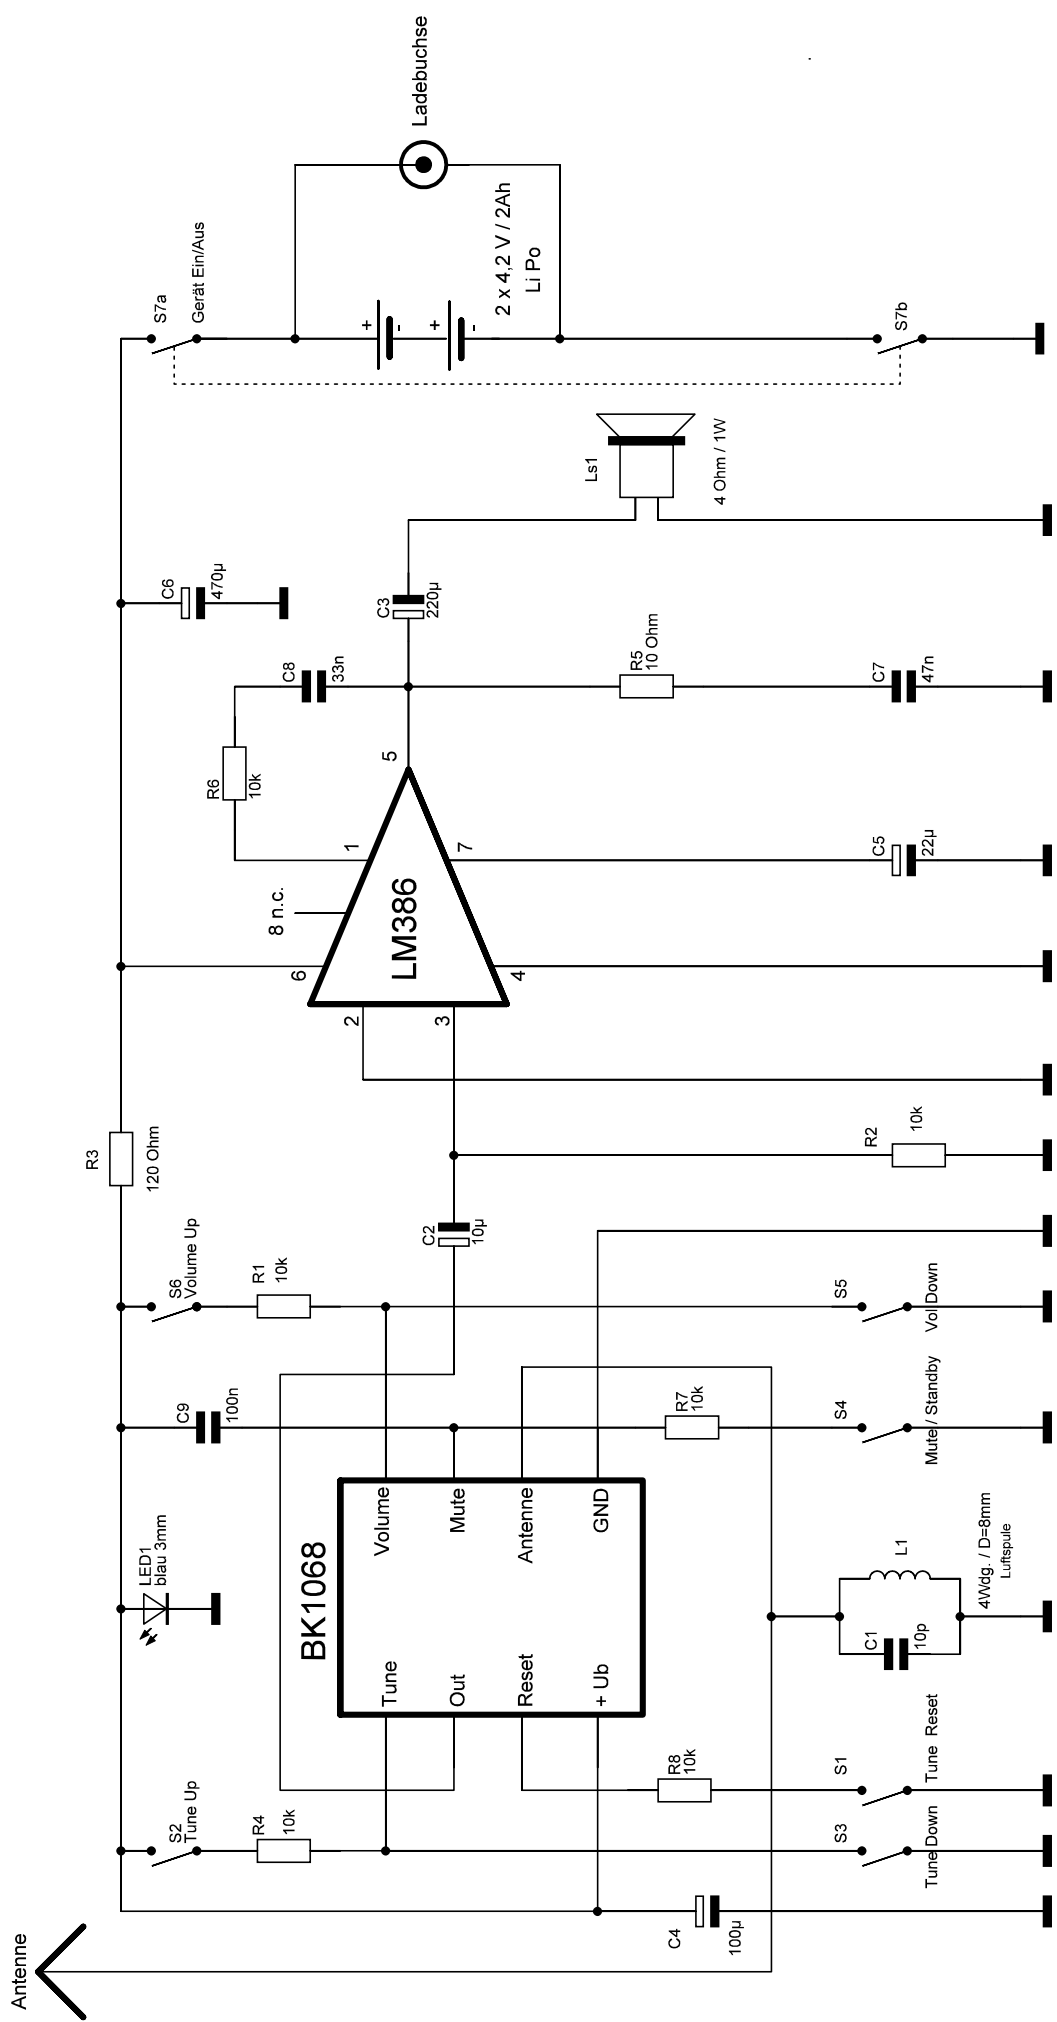 Antenne
S2
Tune Up
R4
10k
LED1
blau 3mm
C9
100n
S6
Volume Up
R1
10k
R3
120 Ohm
C6
470µ
S7a
Gerät Ein/Aus
BK1068
Tune
Out
Reset
+ Ub
Volume
Mute
Antenne
GND
C2
10µ
8 n.c.
6
1
2
3
LM386
4
7
5
R6
10k
C8
33n
C3
220µ
+
-
+
-
2 x 4,2 V / 2Ah
Li Po
Ladebuchse
C4
100µ
R8
10k
R7
10k
R5
10 Ohm
Ls1
4 Ohm / 1W
S3
Tune Down
S1
Tune Reset
C1
10p
L1
4Wdg. / D=8mm
Luftspule
S4
Mute / Standby
S5
Vol Down
R2
10k
C5
22µ
C7
47n
S7b